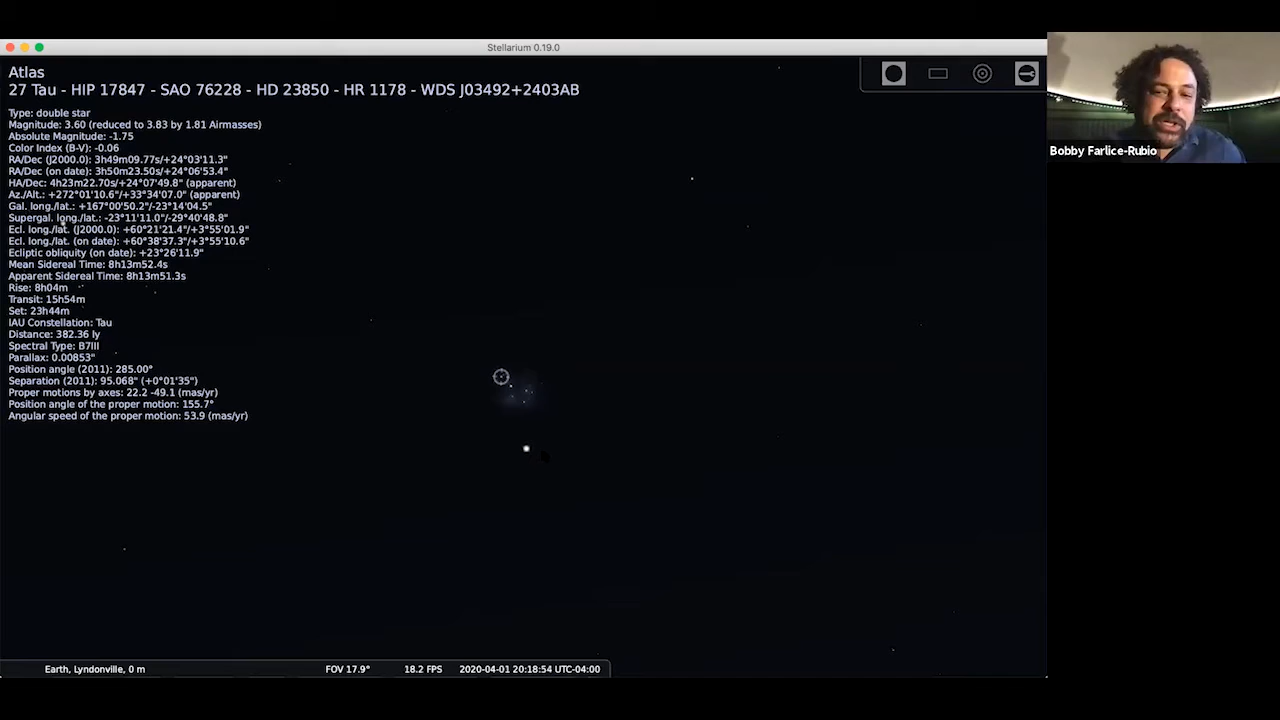 Stellarium 0.19.0
Atlas
27 Tau - HIP 17847 - SAO 76228 - HD 23850 - HR 1178 - WDS J03492+2403AB
Type: double star
Magnitude: 3.60 (reduced to 3.83 by 1.81 Airmasses)
Absolute Magnitude: -1.75
Color Index (B-V): -0.06
RA/Dec (J2000.0): 3h49m09.77s/+24°03'11.3"
RA/Dec (on date): 3h50m23.50s/+24°06'53.4"
HA/Dec: 4h23m22.70s/+24°07'49.8" (apparent)
Az./Alt.: +272°01'10.6"/+33°34'07.0" (apparent)
Gal. long./lat.: +167°00'50.2"/-23°14'04.5"
Supergal. long./lat.: -23°11'11.0"/-29°40'48.8"
Ecl. long./lat. (J2000.0): +60°21'21.4"/+3°55'01.9"
Ecl. long./lat. (on date): +60°38'37.3"/+3°55'10.6"
Ecliptic obliquity (on date): +23°26'11.9"
Mean Sidereal Time: 8h13m52.4s
Apparent Sidereal Time: 8h13m51.3s
Rise: 8h04m
Transit: 15h54m
Set: 23h44m
IAU Constellation: Tau
Distance: 382.36 ly
Spectral Type: B7III
Parallax: 0.00853"
Position angle (2011): 285.00°
Separation (2011): 95.068" (+0°01'35")
Proper motions by axes: 22.2 -49.1 (mas/yr)
Position angle of the proper motion: 155.7°
Angular speed of the proper motion: 53.9 (mas/yr)
Bobby Farlice-Rubio
Earth, Lyndonville, 0 m
FOV 17.9°
18.2 FPS
2020-04-01 20:18:54 UTC-04:00